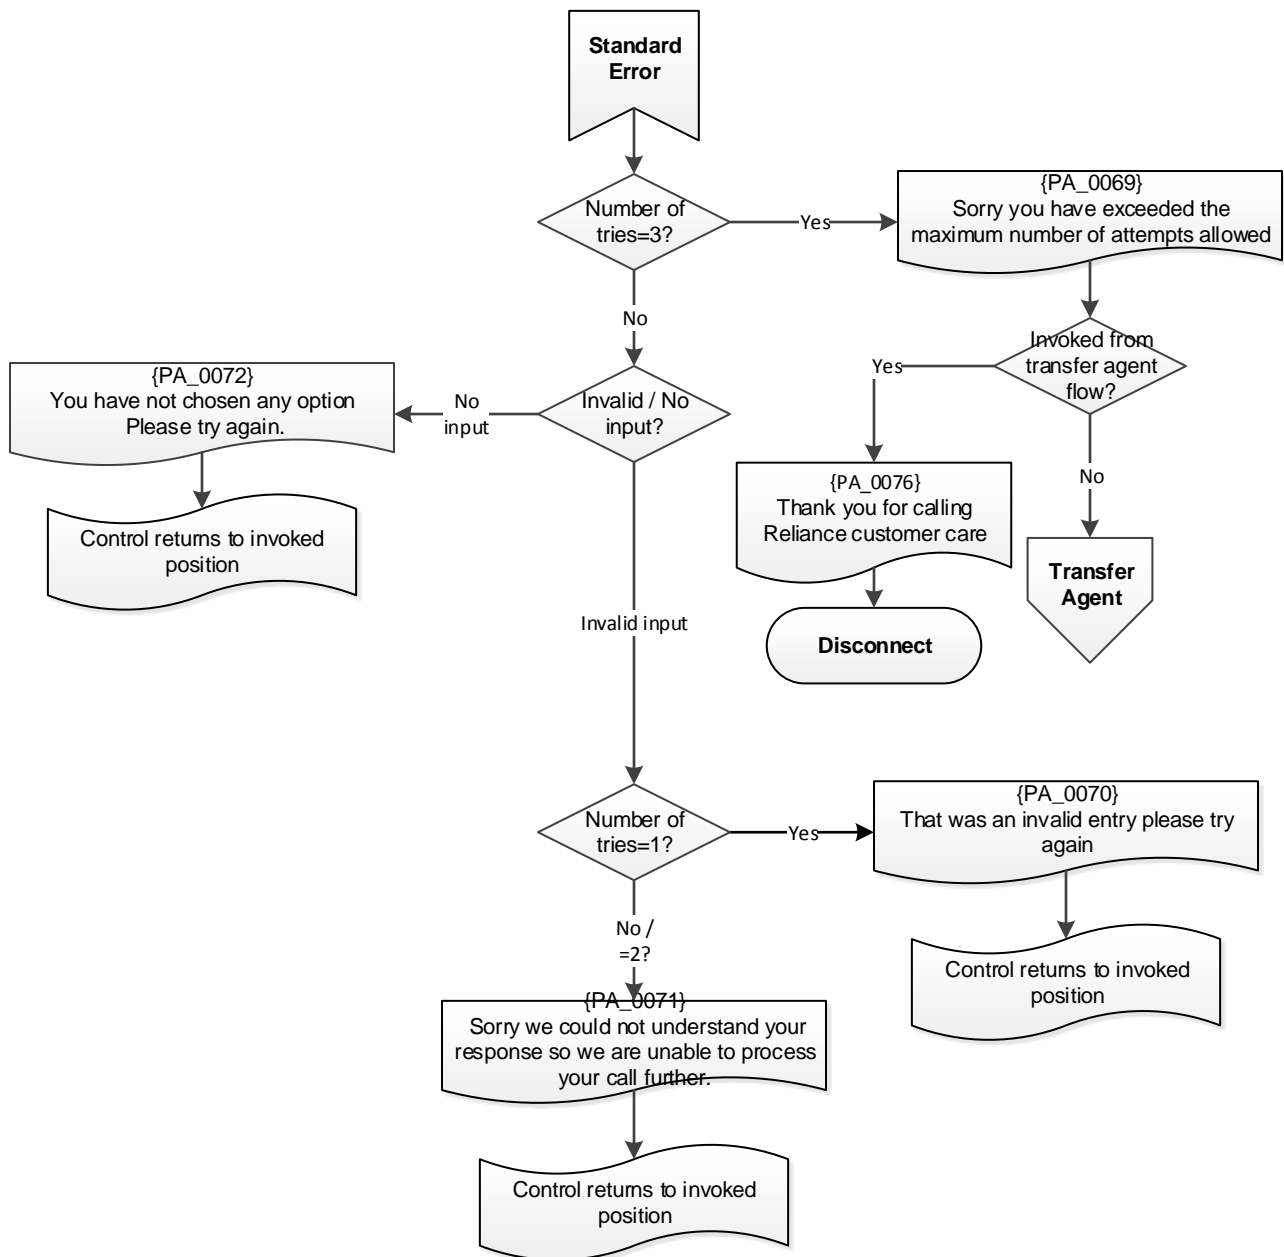 Standard
Error
Number of
tries=3?
Yes
{PA_0069}
Sorry you have exceeded the
maximum number of attempts allowed
No
Invoked from
transfer agent
flow?
Yes
No
{PA_0072}
You have not chosen any option
Please try again.
No
input
Invalid / No
input?
{PA_0076}
Thank you for calling
Reliance customer care
Transfer
Agent
Control returns to invoked
position
Invalid input
Disconnect
Number of
tries=1?
Yes
{PA_0070}
That was an invalid entry please try
again
No /
=2?
Control returns to invoked
position
{PA_0071}
Sorry we could not understand your
response so we are unable to process
your call further.
Control returns to invoked
position